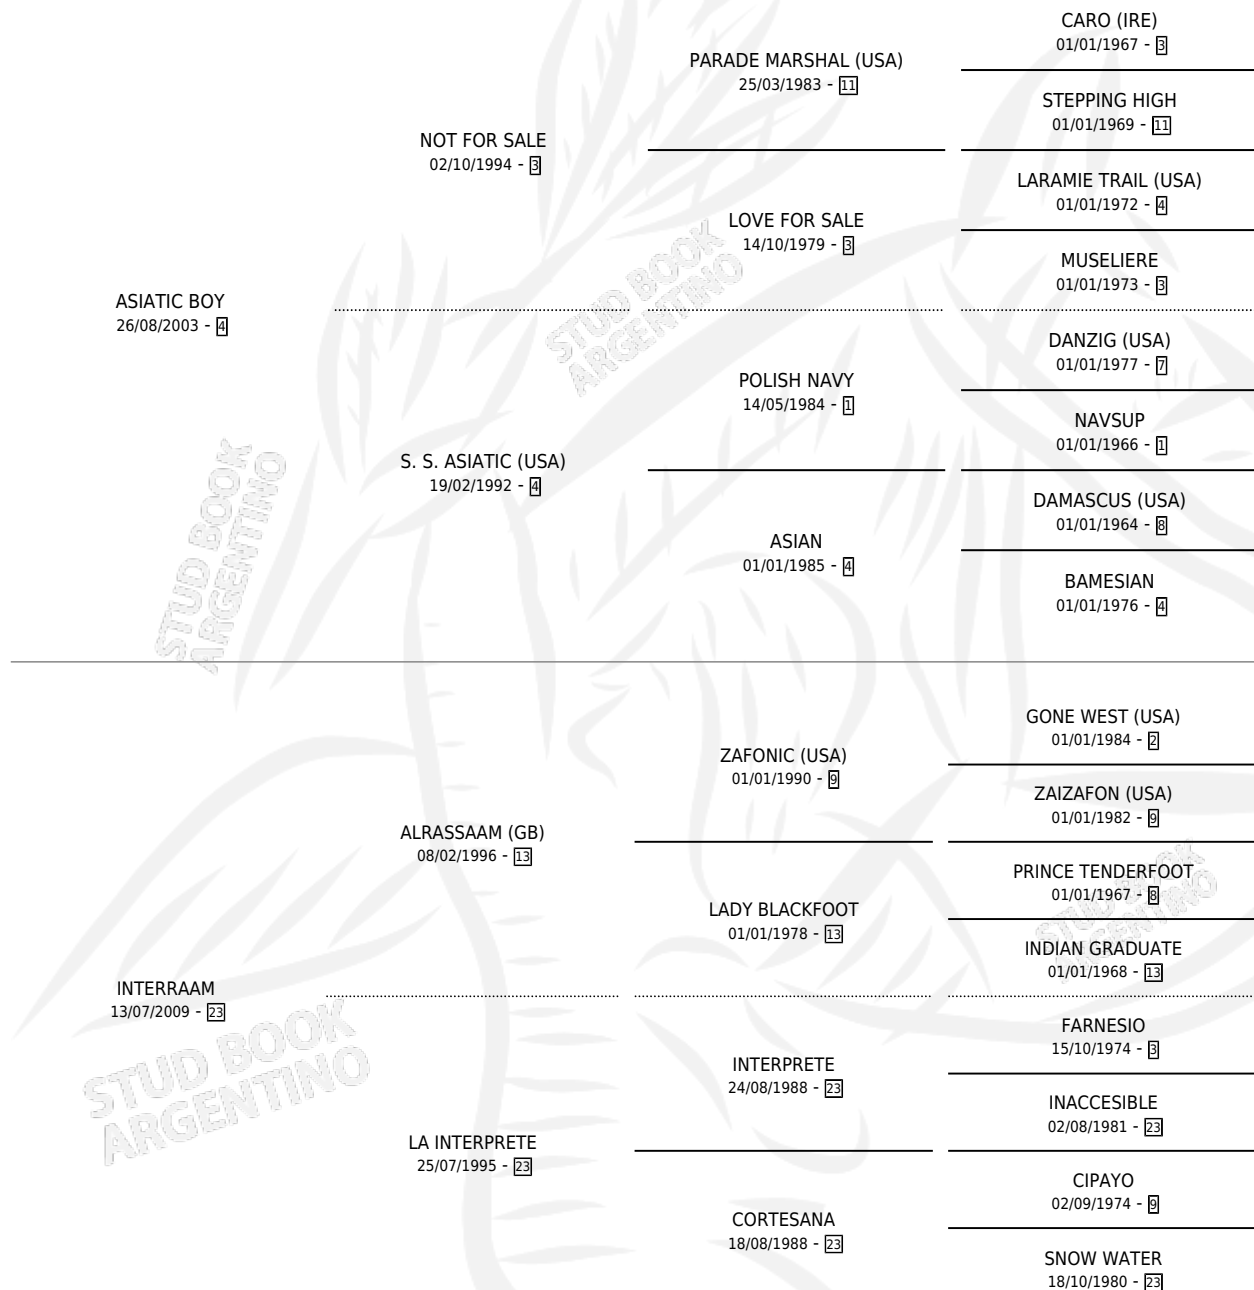 CARO (IRE)
01/01/1967 - 3
PARADE MARSHAL (USA)
25/03/1983 - 11
STEPPING HIGH
01/01/1969 - 11
NOT FOR SALE
02/10/1994 - 3
LARAMIE TRAIL (USA)
01/01/1972 - 4
LOVE FOR SALE
14/10/1979 - 3
MUSELIERE
01/01/1973 - 3
ASIATIC BOY
26/08/2003 - 4
STUD BOOK
ARGENTINO
DANZIG (USA)
01/01/1977 - 7
POLISH NAVY
14/05/1984 - 1
NAVSUP
01/01/1966 - 1
S. S. ASIATIC (USA)
19/02/1992 - 4
DAMASCUS (USA)
01/01/1964 - 8
ASIAN
01/01/1985 - 4
BAMESIAN
01/01/1976 - 4
STUD BOOK
ARGENTINO
GONE WEST (USA)
01/01/1984 - 2
ZAFONIC (USA)
01/01/1990 - 9
ZAIZAFON (USA)
01/01/1982 - 9
ALRASSAAM (GB)
08/02/1996 - 13
PRINCE TENDERFOOT
01/01/1967 - 8
LADY BLACKFOOT
01/01/1978 - 13
STUD BOOK
ARGENTINO
INDIAN GRADUATE
01/01/1968 - 13
INTERRAAM
13/07/2009 - 23
STUD BOOK
ARGENTINO
FARNESIO
15/10/1974 - 3
INTERPRETE
24/08/1988 - 23
INACCESIBLE
02/08/1981 - 23
LA INTERPRETE
25/07/1995 - 23
CIPAYO
02/09/1974 - 9
CORTESANA
18/08/1988 - 23
SNOW WATER
18/10/1980 - 23